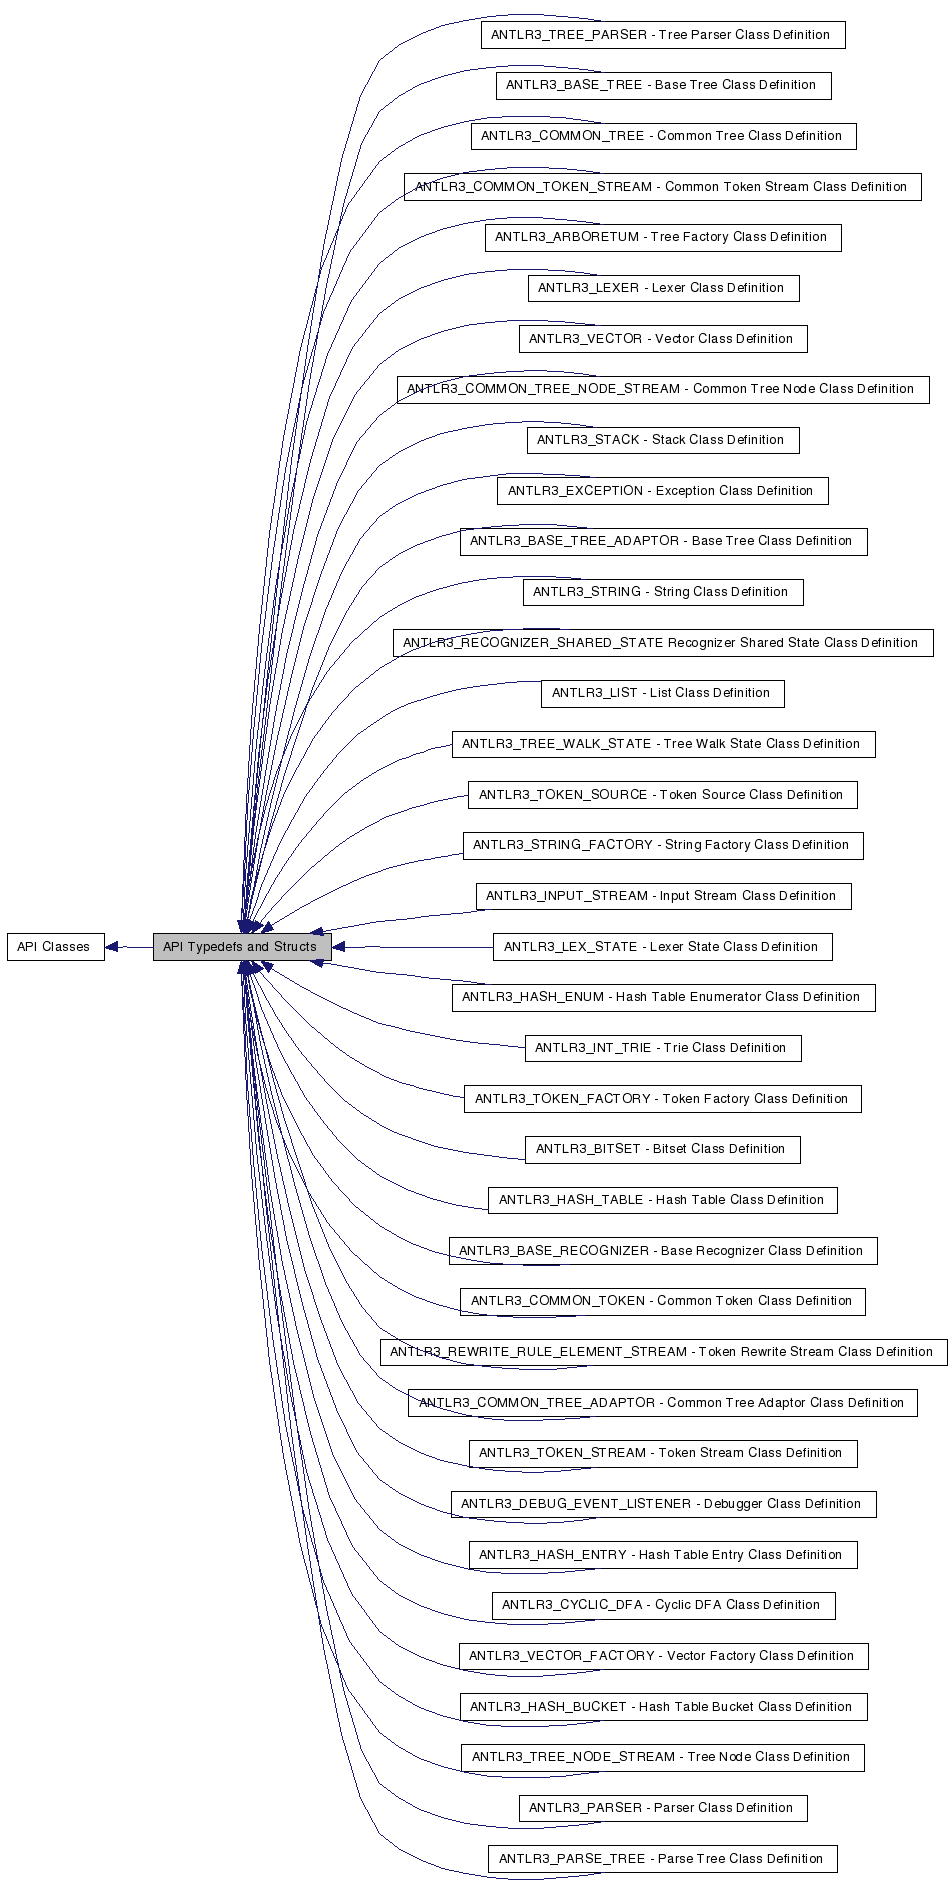 ANTLR3_TREE_PARSER - Tree Parser Class Definition
ANTLR3_BASE_TREE - Base Tree Class Definition
ANTLR3_COMMON_TREE - Common Tree Class Definition
ANTLR3_COMMON_TOKEN_STREAM - Common Token Stream Class Definition
ANTLR3_ARBORETUM - Tree Factory Class Definition
ANTLR3_LEXER - Lexer Class Definition
ANTLR3_VECTOR - Vector Class Definition
ANTLR3_COMMON_TREE_NODE_STREAM - Common Tree Node Class Definition
ANTLR3_STACK - Stack Class Definition
ANTLR3_EXCEPTION - Exception Class Definition
ANTLR3_BASE_TREE_ADAPTOR - Base Tree Class Definition
ANTLR3_STRING - String Class Definition
ANTLR3_RECOGNIZER_SHARED_STATE Recognizer Shared State Class Definition
ANTLR3_LIST - List Class Definition
ANTLR3_TREE_WALK_STATE - Tree Walk State Class Definition
ANTLR3_TOKEN_SOURCE - Token Source Class Definition
ANTLR3_STRING_FACTORY - String Factory Class Definition
ANTLR3_INPUT_STREAM - Input Stream Class Definition
API Classes
API Typedefs and Structs
ANTLR3_LEX_STATE - Lexer State Class Definition
ANTLR3_HASH_ENUM - Hash Table Enumerator Class Definition
ANTLR3_INT_TRIE - Trie Class Definition
ANTLR3_TOKEN_FACTORY - Token Factory Class Definition
ANTLR3_BITSET - Bitset Class Definition
ANTLR3_HASH_TABLE - Hash Table Class Definition
ANTLR3_BASE_RECOGNIZER - Base Recognizer Class Definition
ANTLR3_COMMON_TOKEN - Common Token Class Definition
ANTLR3_REWRITE_RULE_ELEMENT_STREAM - Token Rewrite Stream Class Definition
ANTLR3_COMMON_TREE_ADAPTOR - Common Tree Adaptor Class Definition
ANTLR3_TOKEN_STREAM - Token Stream Class Definition
ANTLR3_DEBUG_EVENT_LISTENER - Debugger Class Definition
ANTLR3_HASH_ENTRY - Hash Table Entry Class Definition
ANTLR3_CYCLIC_DFA - Cyclic DFA Class Definition
ANTLR3_VECTOR_FACTORY - Vector Factory Class Definition
ANTLR3_HASH_BUCKET - Hash Table Bucket Class Definition
ANTLR3_TREE_NODE_STREAM - Tree Node Class Definition
ANTLR3_PARSER - Parser Class Definition
ANTLR3_PARSE_TREE - Parse Tree Class Definition